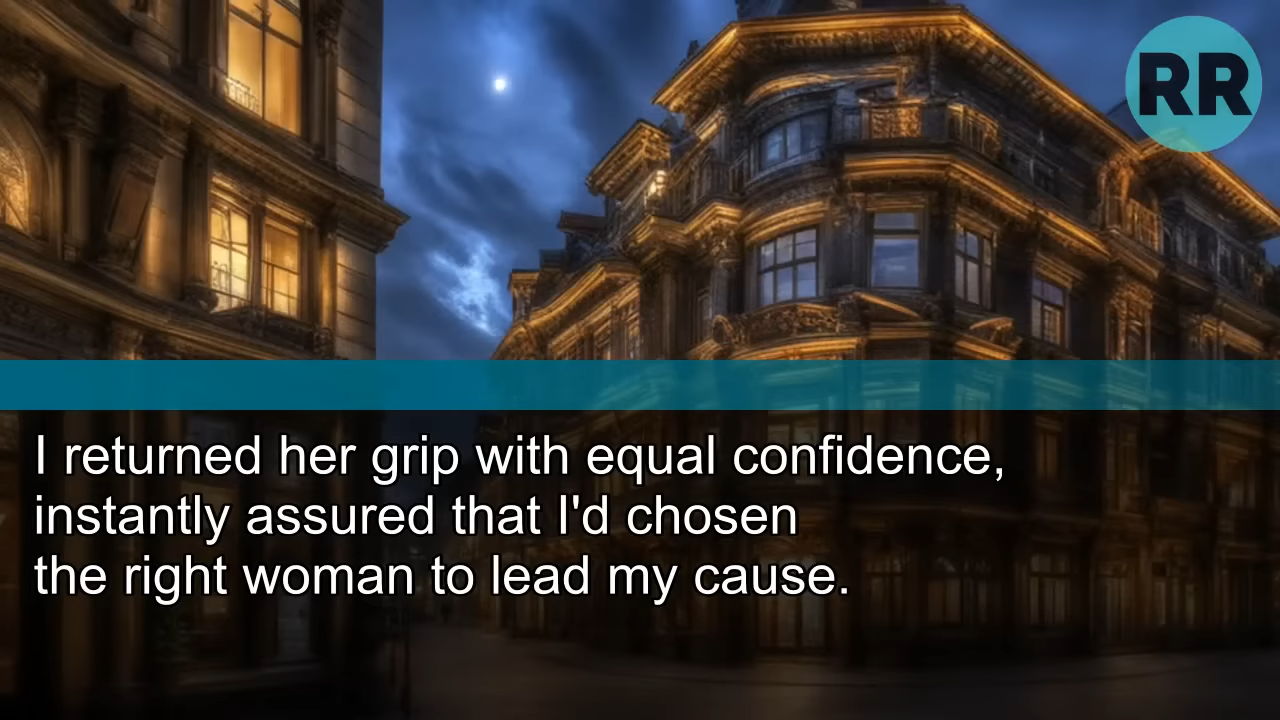 RR
I returned her grip with equal confidence,
instantly assured that I'd chosen
the right woman to lead my cause.